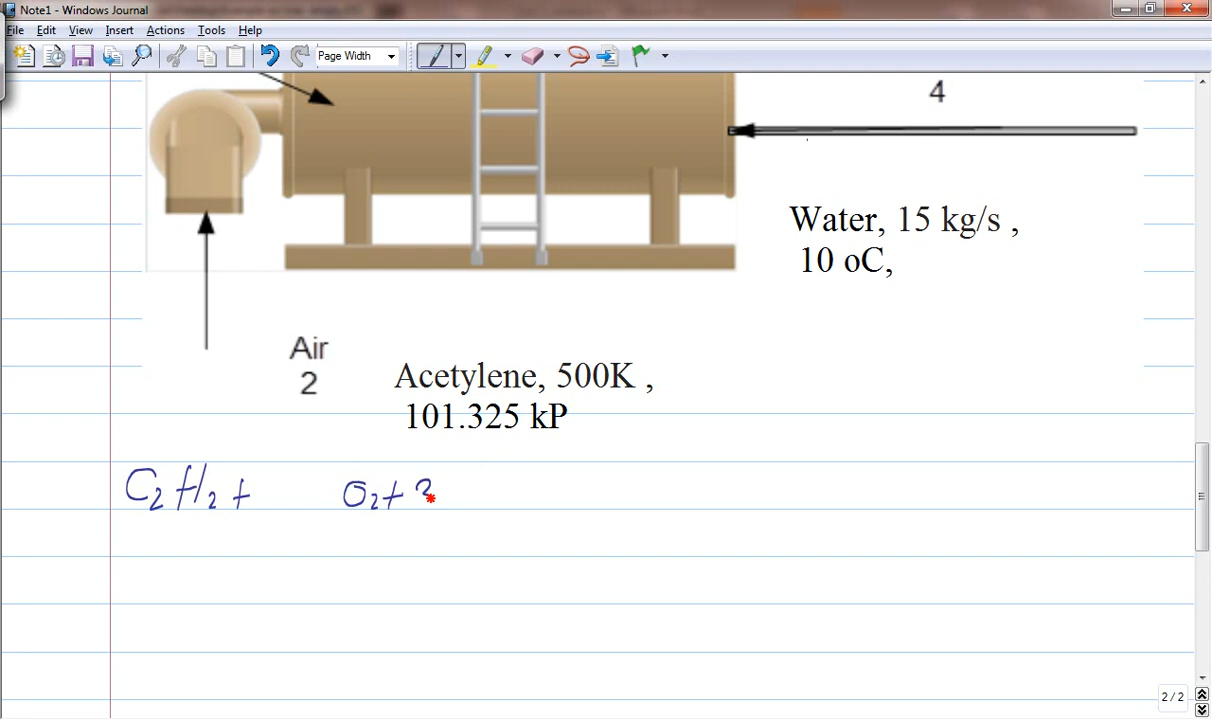 Note1 - Windows Journal
File Edit View Insert Actions Tools Help
Page Width
4
Water, 15 kg/s ,
10 oC,
Air
2
Acetylene, 500K ,
101.325 kP
C2H2 + O2 + 3
2 / 2